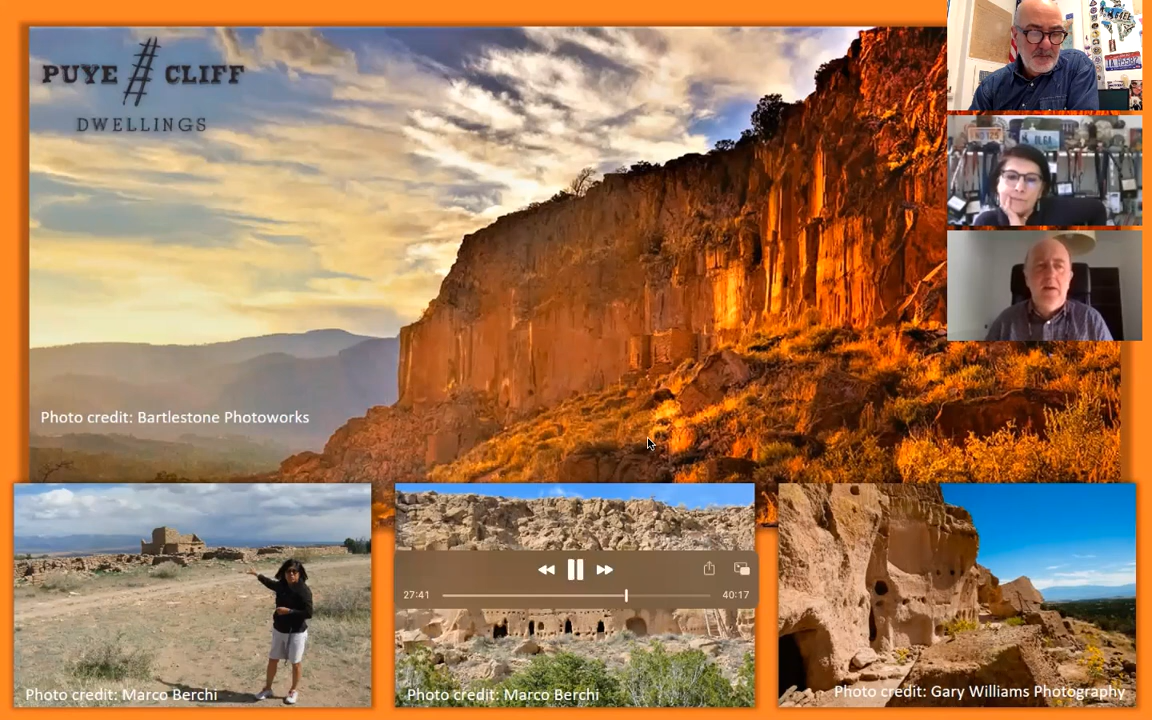 PUYE CLIFF
DWELLINGS
Photo credit: Bartlestone Photoworks
27:41
40:17
Photo credit: Marco Berchi
Photo credit: Marco Berchi
Photo credit: Gary Williams Photography